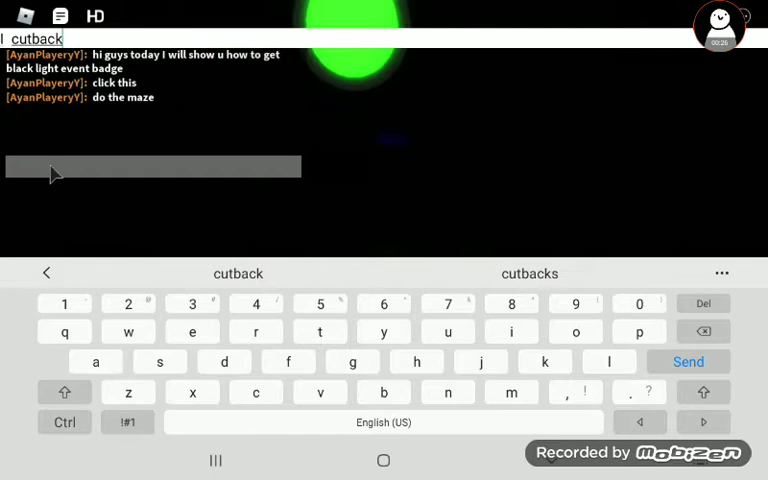 HD
00:26
I cutback
[AyanPlayeryY]: hi guys today I will show u how to get
black light event badge
[AyanPlayeryY]: click this
[AyanPlayeryY]: do the maze
cutback cutbacks
1 2 3 4 5 6 7 8 9 0 Del
q w e r t y u i o p
a s d f g h j k l Send
z x c v b n m , ! . ?
Ctrl !#1 English (US)
Recorded by mobizen